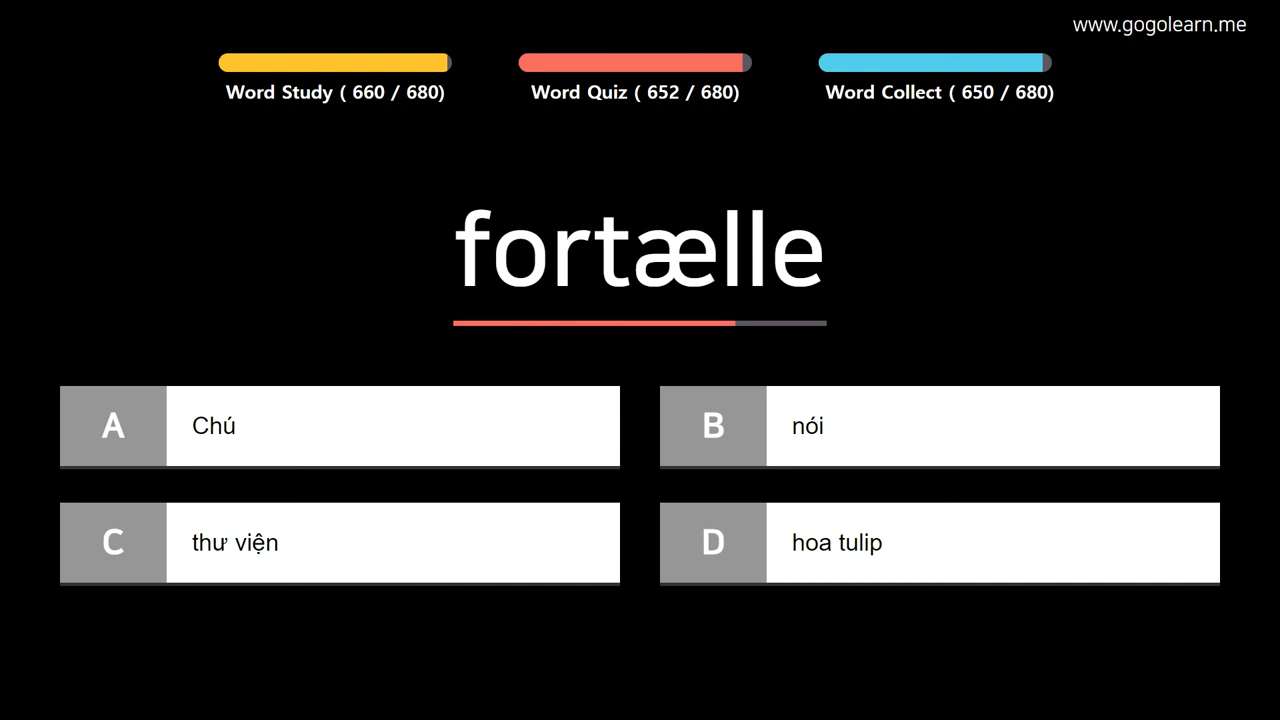 www.gogolearn.me
Word Study ( 660 / 680)
Word Quiz ( 652 / 680)
Word Collect ( 650 / 680)
fortælle
A
Chú
B
nói
C
thư viện
D
hoa tulip